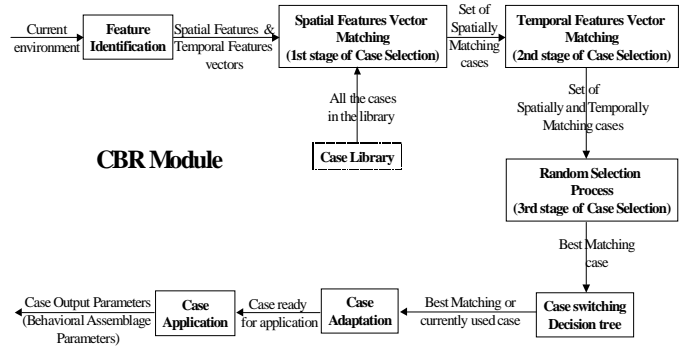 Current
environment
Feature
Identification
Spatial Features &
Temporal Features
vectors
Spatial Features Vector
Matching
(1st stage of Case Selection)
Set of
Spatially
Matching
cases
Temporal Features Vector
Matching
(2nd stage of Case Selection)
All the cases
in the library
Set of
Spatially and Temporally
Matching cases
CBR Module
Case Library
Random Selection
Process
(3rd stage of Case Selection)
Best Matching
case
Case Output Parameters
(Behavioral Assemblage
Parameters)
Case
Application
Case ready
for application
Case
Adaptation
Best Matching or
currently used case
Case switching
Decision tree